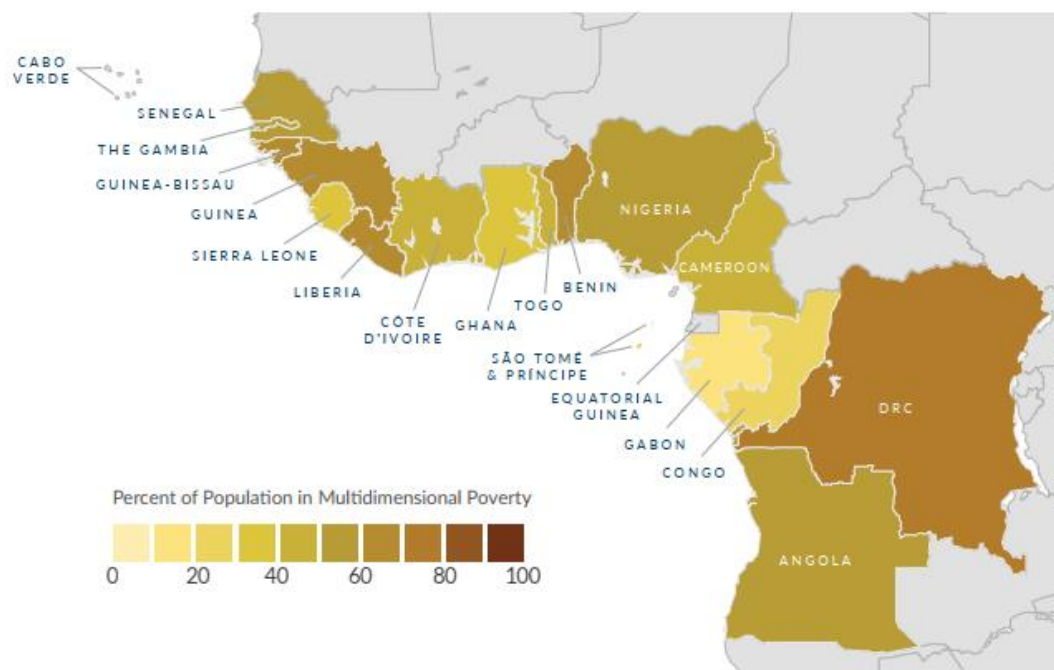 CABO
VERDE
SENEGAL
THE GAMBIA
GUINEA-BISSAU
GUINEA
SIERRA LEONE
LIBERIA
CÔTE
D'IVOIRE
GHANA
TOGO
BENIN
NIGERIA
CAMEROON
SÃO TOMÉ
& PRÍNCIPE
EQUATORIAL
GUINEA
GABON
CONGO
DRC
ANGOLA
Percent of Population in Multidimensional Poverty
0 20 40 60 80 100